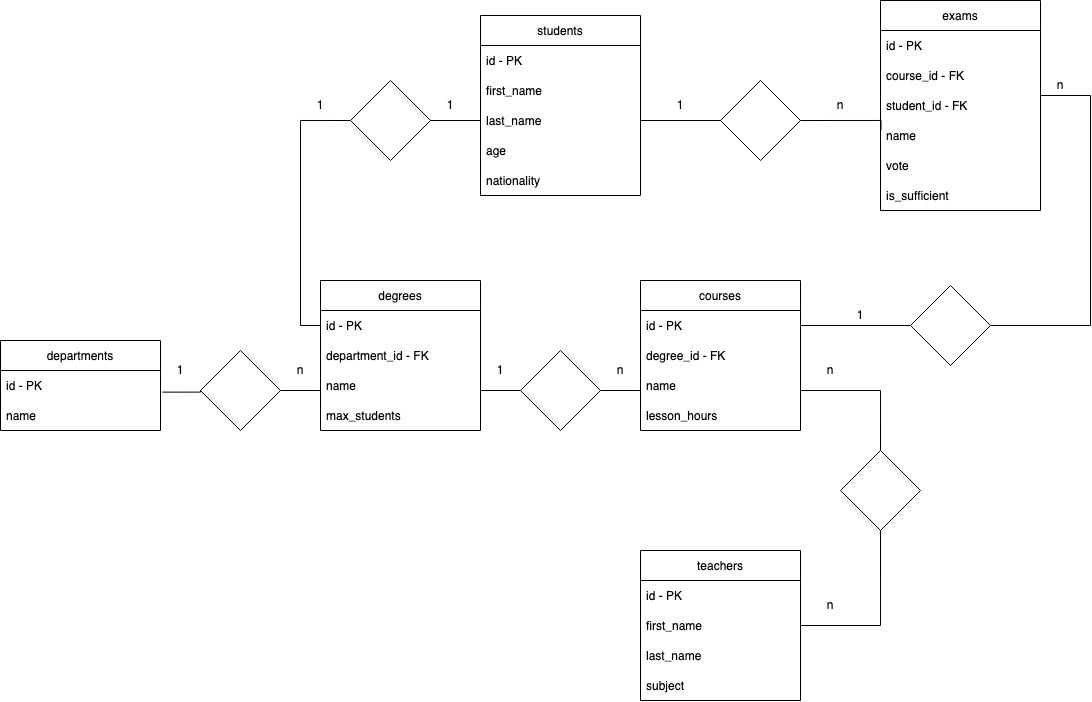 students
id - PK
first_name
last_name
age
nationality
exams
id - PK
course_id - FK
student_id - FK
name
vote
is_sufficient
1
1
1
n
n
degrees
id - PK
department_id - FK
name
max_students
courses
id - PK
degree_id - FK
name
lesson_hours
1
departments
id - PK
name
1
n
1
n
n
teachers
id - PK
first_name
last_name
subject
n